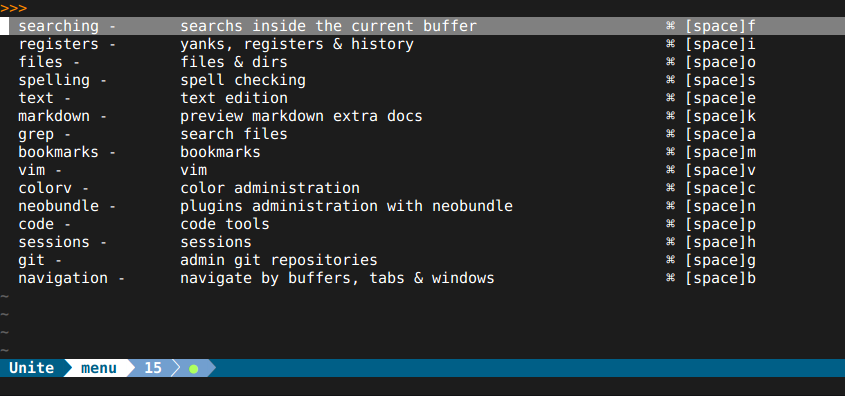 >>>
searching - searchs inside the current buffer ⌘ [space]f
registers - yanks, registers & history ⌘ [space]i
files - files & dirs ⌘ [space]o
spelling - spell checking ⌘ [space]s
text - text edition ⌘ [space]e
markdown - preview markdown extra docs ⌘ [space]k
grep - search files ⌘ [space]a
bookmarks - bookmarks ⌘ [space]m
vim - vim ⌘ [space]v
colorv - color administration ⌘ [space]c
neobundle - plugins administration with neobundle ⌘ [space]n
code - code tools ⌘ [space]p
sessions - sessions ⌘ [space]h
git - admin git repositories ⌘ [space]g
navigation - navigate by buffers, tabs & windows ⌘ [space]b
~
~
~
~
Unite menu 15 ●